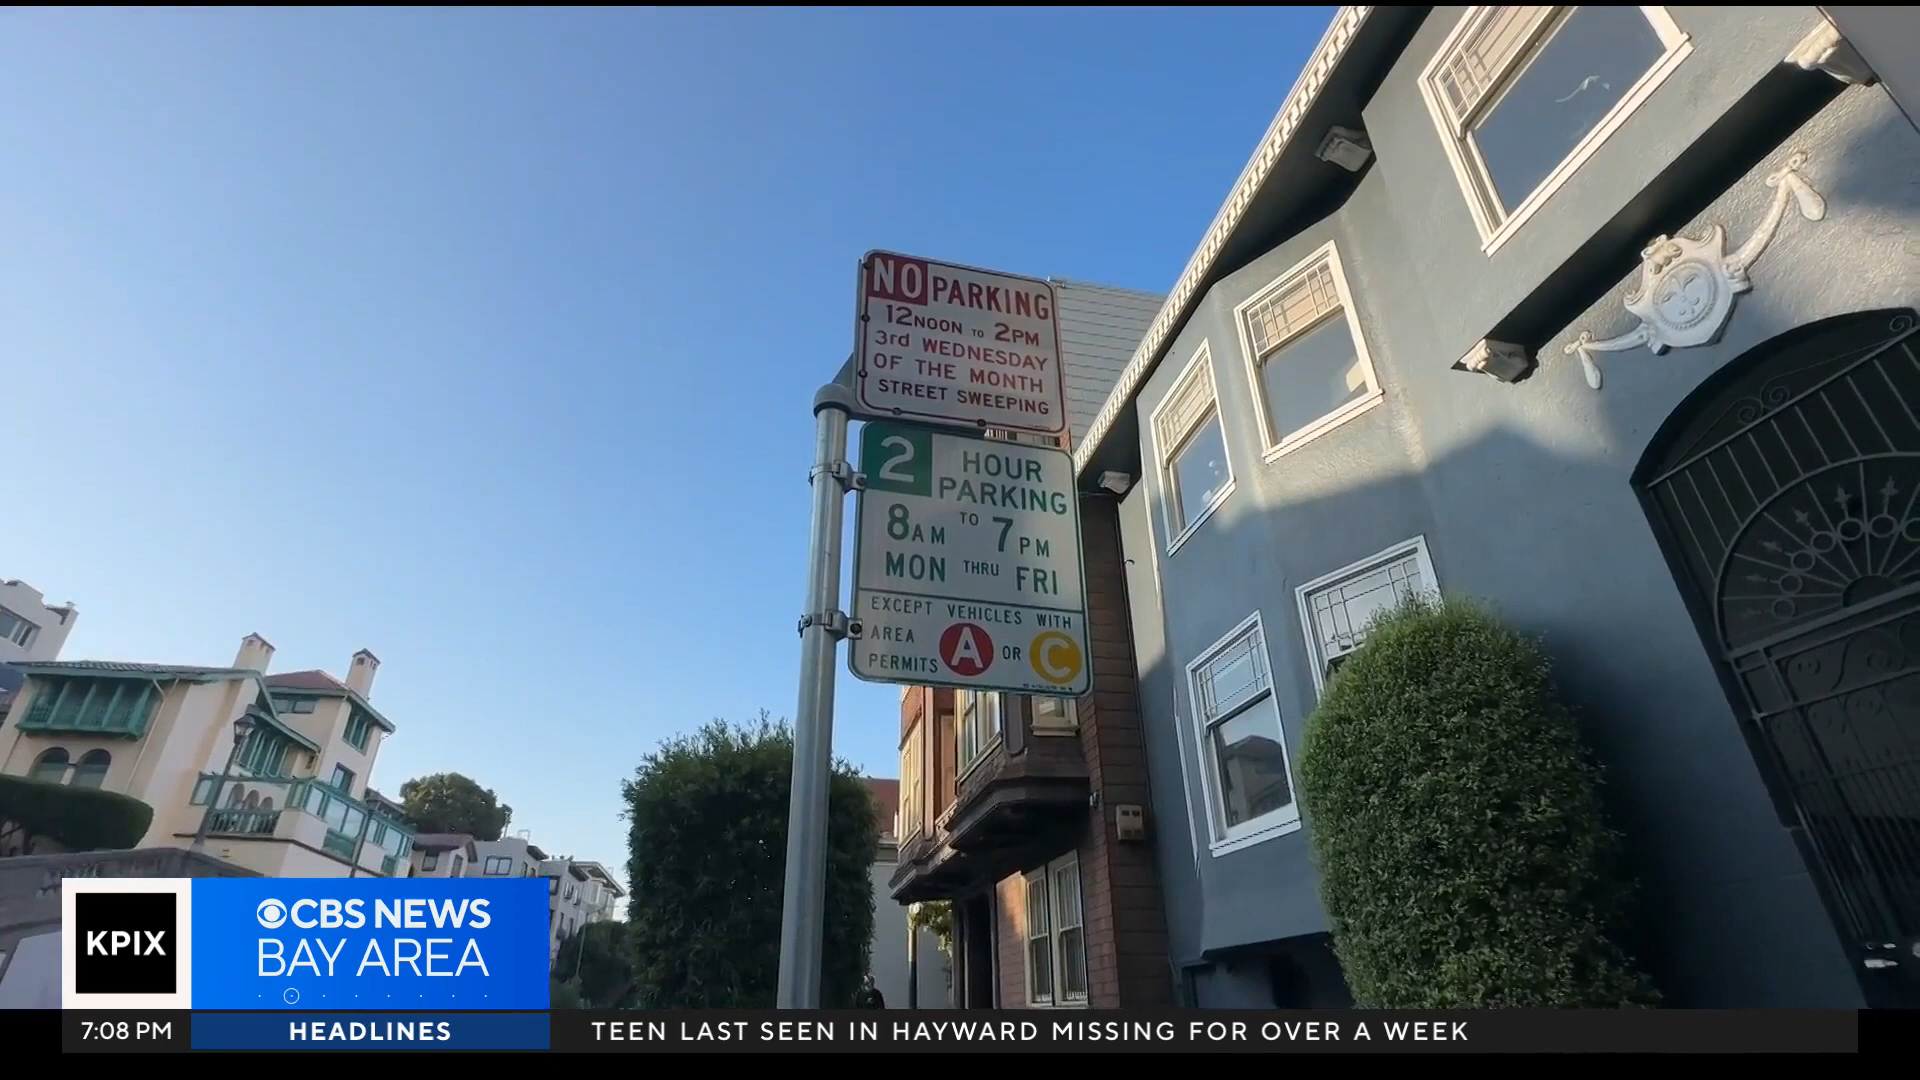 NO PARKING
12NOON TO 2PM
3rd WEDNESDAY
OF THE MONTH
STREET SWEEPING
2 HOUR
PARKING
8AM TO 7PM
MON THRU FRI
EXCEPT VEHICLES WITH
AREA
PERMITS A OR C
KPIX
CBS NEWS
BAY AREA
7:08 PM
HEADLINES
TEEN LAST SEEN IN HAYWARD MISSING FOR OVER A WEEK